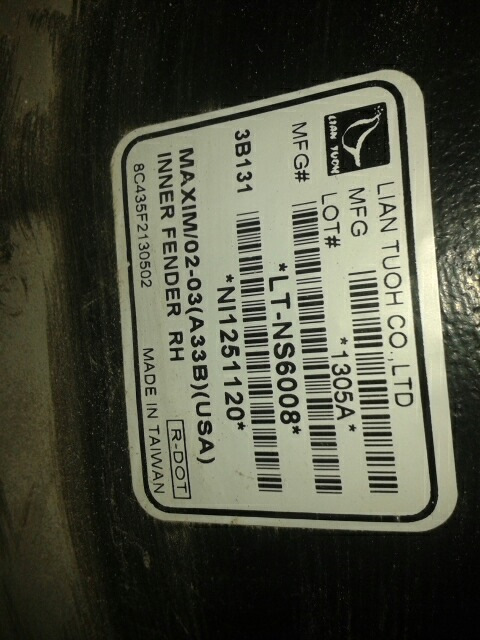 LIAN TUOH
LIAN TUOH CO.,LTD
MFG
LOT#
*1305A*
MFG#
*LT-NS6008*
3B131
*NI1251120*
MAXIM/02-03(A33B)(USA)
INNER FENDER RH
R-DOT
8C435F2130502
MADE IN TAIWAN